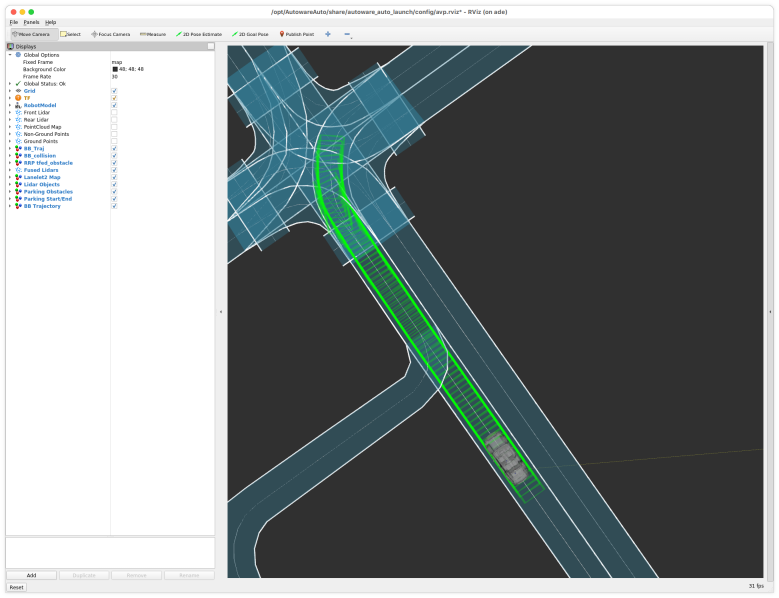 /opt/AutowareAuto/share/autoware_auto_launch/config/avp.rviz* - RViz (on ade)
File Panels Help
Move Camera Select Focus Camera Measure 2D Pose Estimate 2D Goal Pose Publish Point
Displays
Global Options
Fixed Frame map
Background Color 48; 48; 48
Frame Rate 30
Global Status: Ok
Grid
TF
RobotModel
Front Lidar
Rear Lidar
PointCloud Map
Non-Ground Points
Ground Points
BB_Traj
BB_collision
RRP tfed_obstacle
Fused Lidars
Lanelet2 Map
Lidar Objects
Parking Obstacles
Parking Start/End
BB Trajectory
Add Duplicate Remove Rename
Reset 31 fps